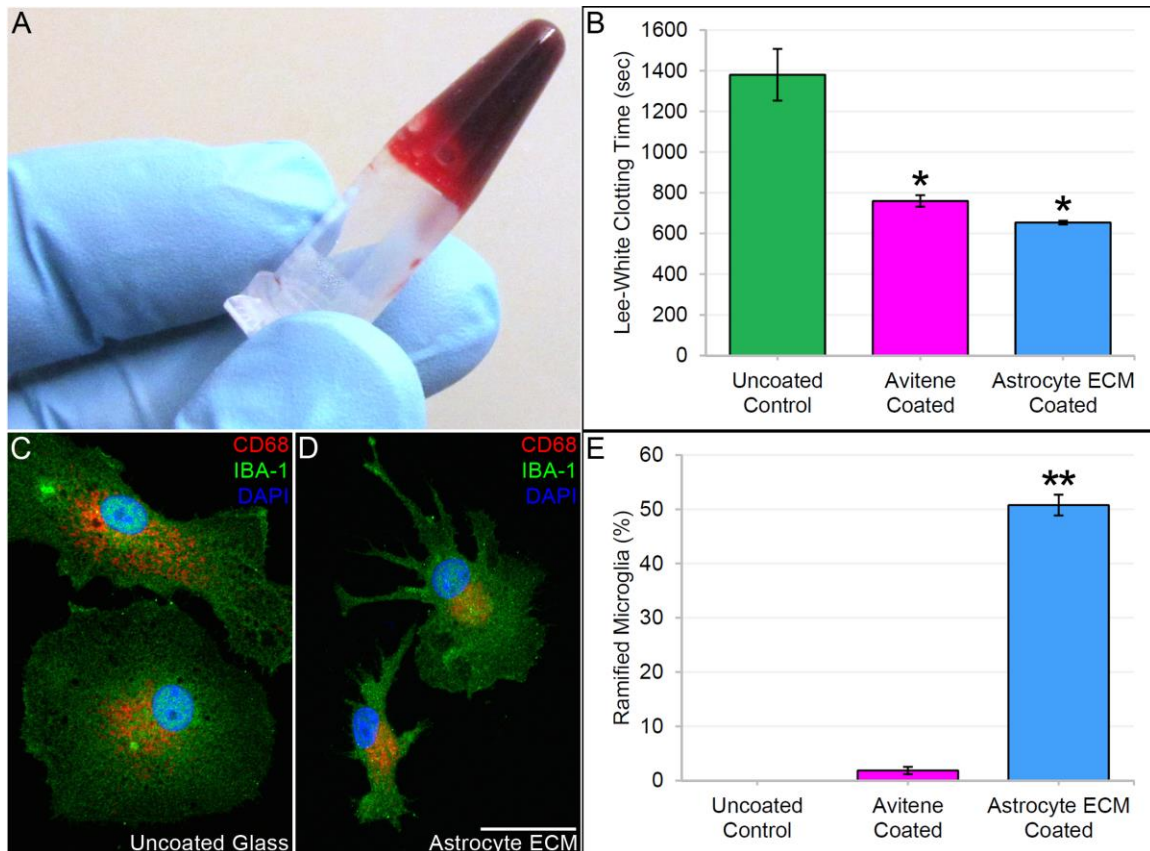 A
B
Lee-White Clotting Time (sec)
1600
1400
1200
1000
800
600
400
200
0
*
*
Uncoated
Control
Avitene
Coated
Astrocyte ECM
Coated
C
CD68
IBA-1
DAPI
Uncoated Glass
D
CD68
IBA-1
DAPI
Astrocyte ECM
E
Ramified Microglia (%)
60
50
40
30
20
10
0
**
Uncoated
Control
Avitene
Coated
Astrocyte ECM
Coated